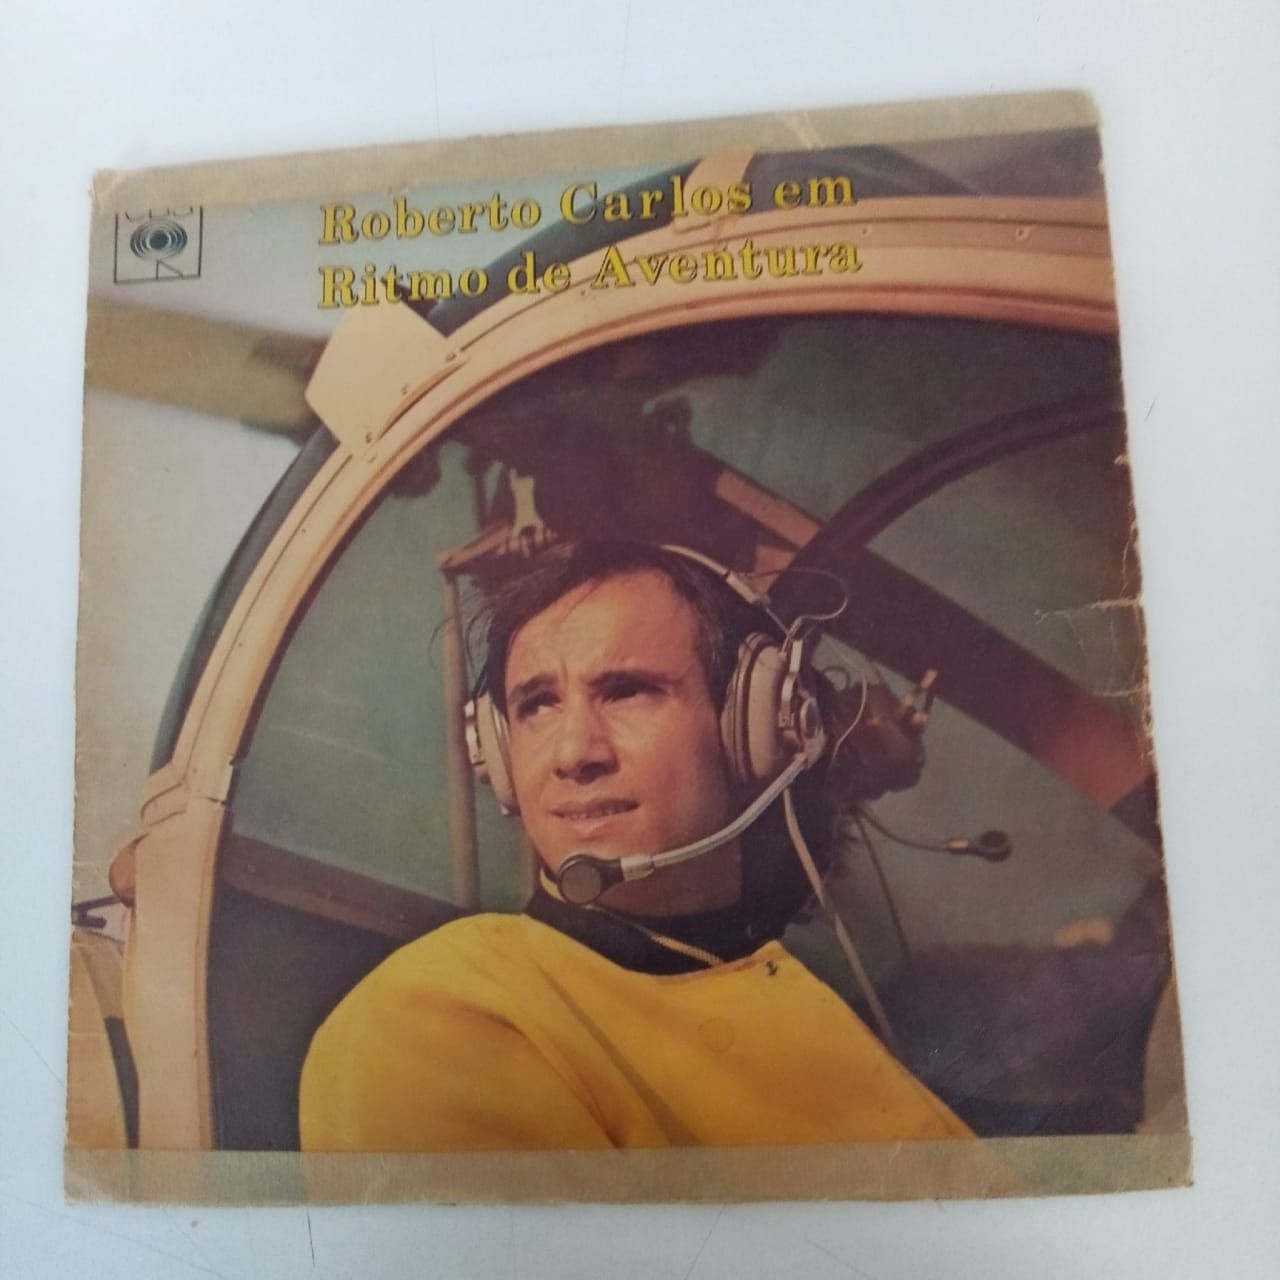 Roberto Carlos em
Ritmo de Aventura